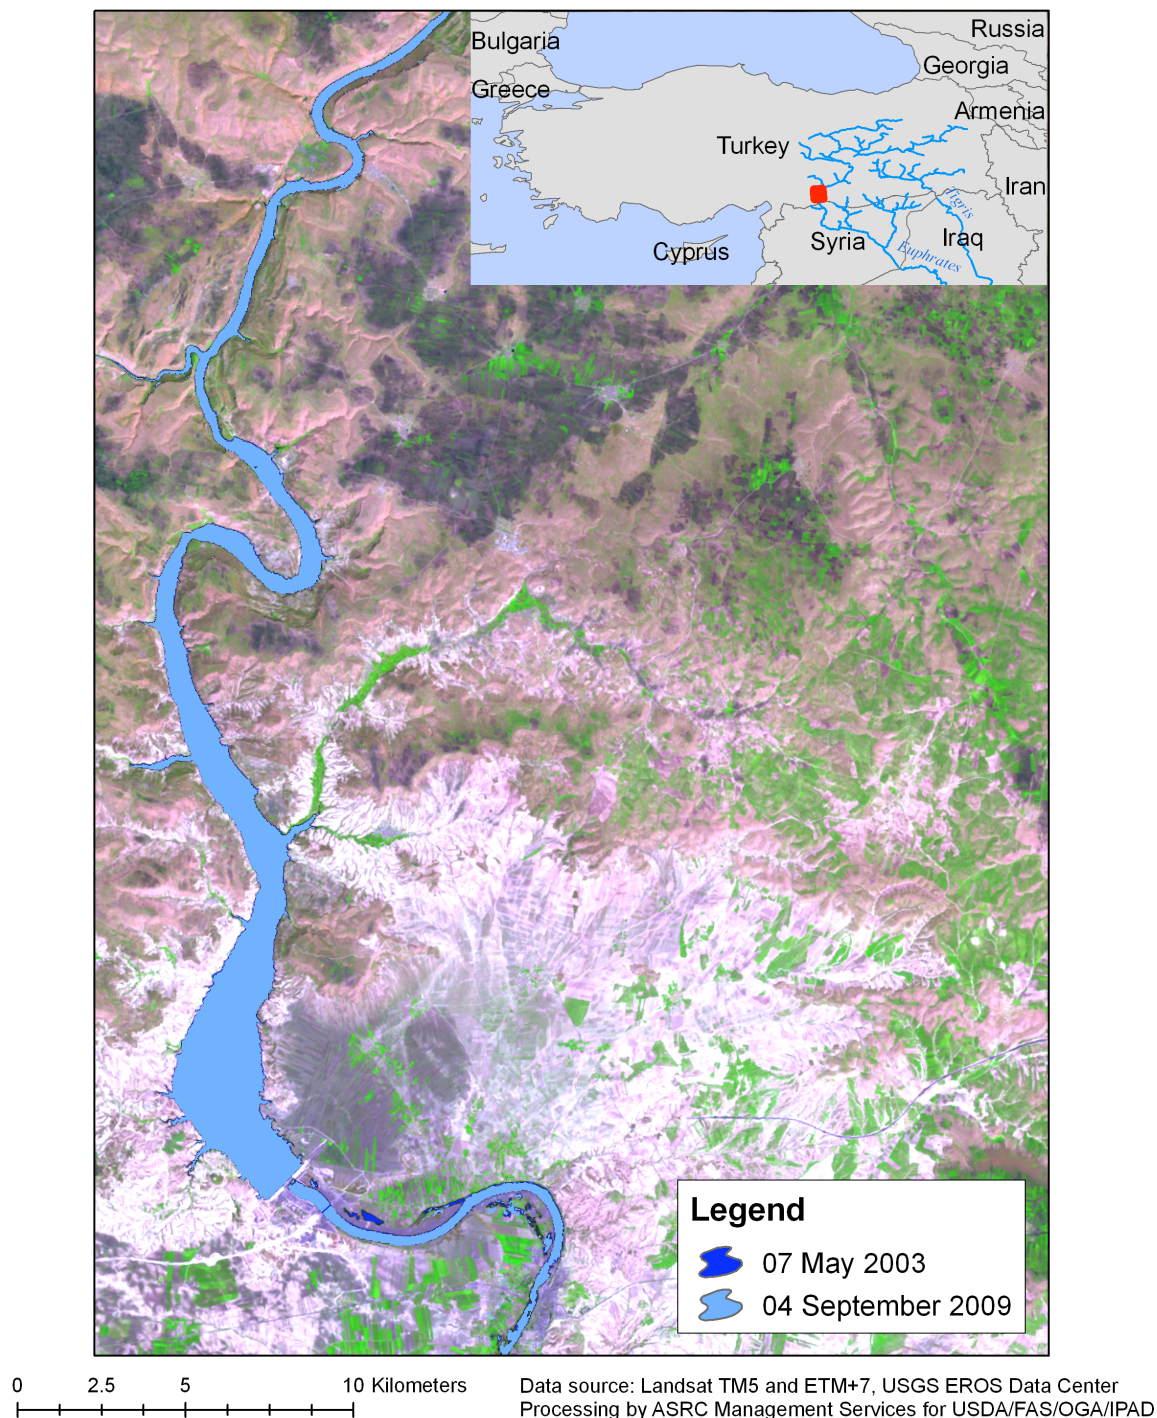 Bulgaria
Russia
Georgia
Greece
Armenia
Turkey
Iran
Tigris
Syria
Iraq
Cyprus
Euphrates
Legend
07 May 2003
04 September 2009
0 2.5 5 10 Kilometers
Data source: Landsat TM5 and ETM+7, USGS EROS Data Center
Processing by ASRC Management Services for USDA/FAS/OGA/IPAD